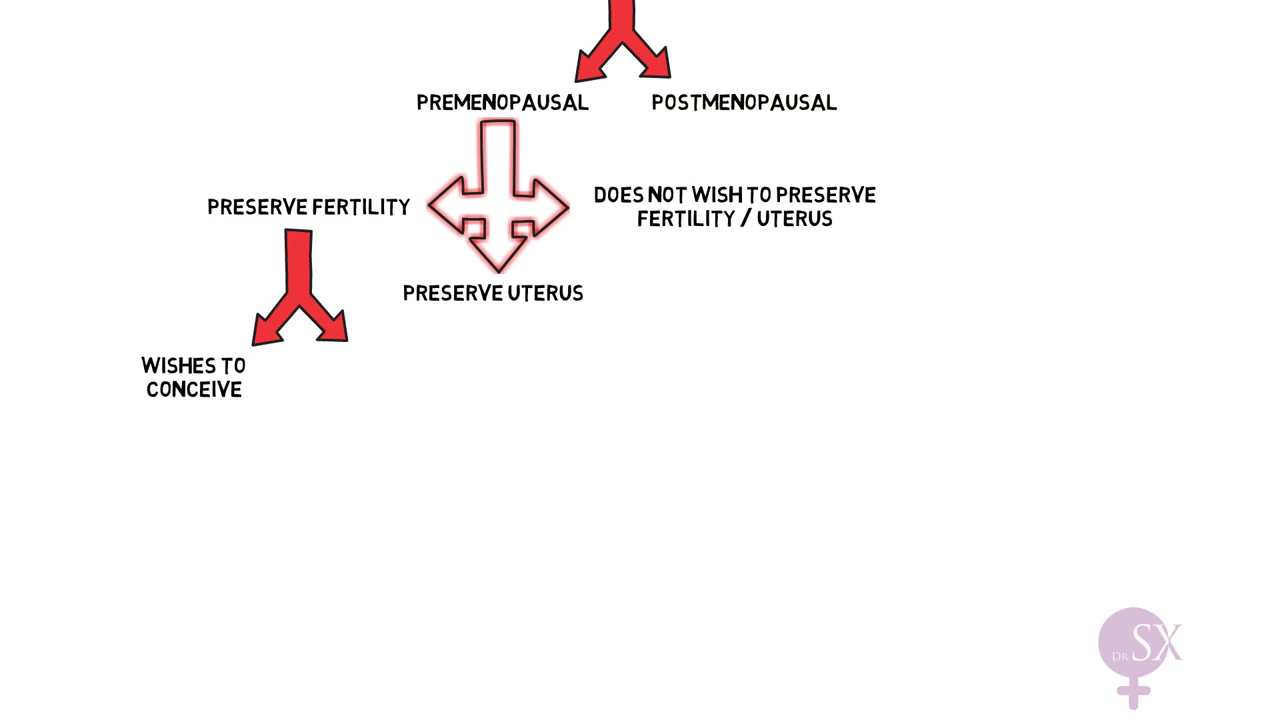 PREMENOPAUSAL
POSTMENOPAUSAL
PRESERVE FERTILITY
DOES NOT WISH TO PRESERVE
FERTILITY / UTERUS
PRESERVE UTERUS
WISHES TO
CONCEIVE
DR SX